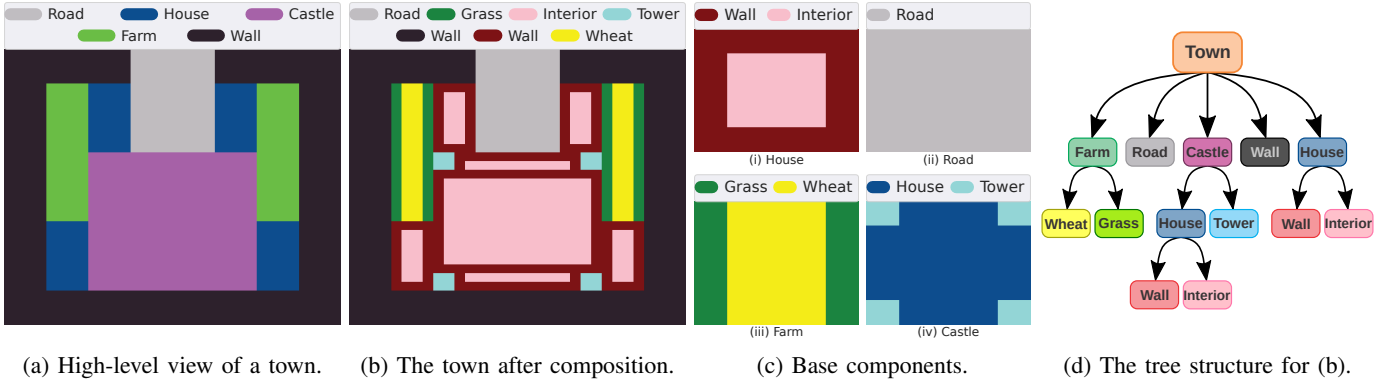 Road House Castle
Farm Wall
Road Grass Interior Tower
Wall Wall Wheat
Wall Interior
(i) House
Road
(ii) Road
Grass Wheat
(iii) Farm
House Tower
(iv) Castle
Town
Farm Road Castle Wall House
Wheat Grass House Tower Wall Interior
Wall Interior
(a) High-level view of a town.
(b) The town after composition.
(c) Base components.
(d) The tree structure for (b).